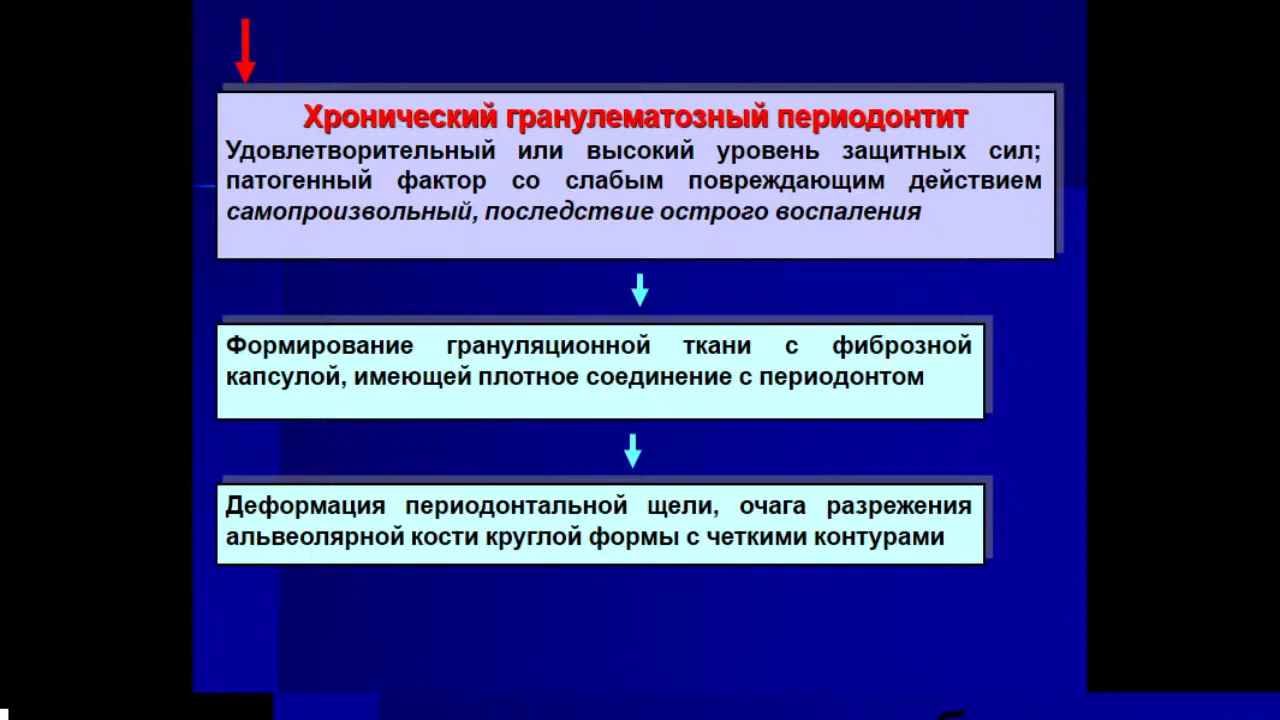 Хронический гранулематозный периодонтит
Удовлетворительный или высокий уровень защитных сил;
патогенный фактор со слабым повреждающим действием
самопроизвольный, последствие острого воспаления
Формирование грануляционной ткани с фиброзной
капсулой, имеющей плотное соединение с периодонтом
Деформация периодонтальной щели, очага разрежения
альвеолярной кости круглой формы с четкими контурами